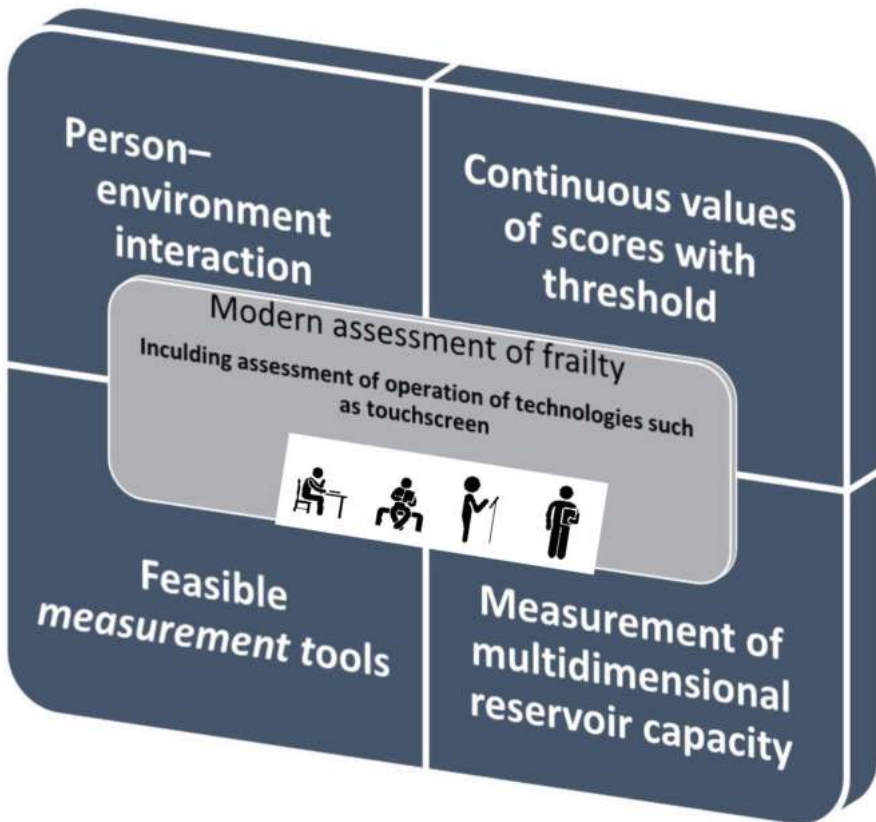 Person–
environment
interaction
Continuous values
of scores with
threshold
Modern assessment of frailty
Inculding assessment of operation of technologies such
as touchscreen
Feasible
measurement tools
Measurement of
multidimensional
reservoir capacity